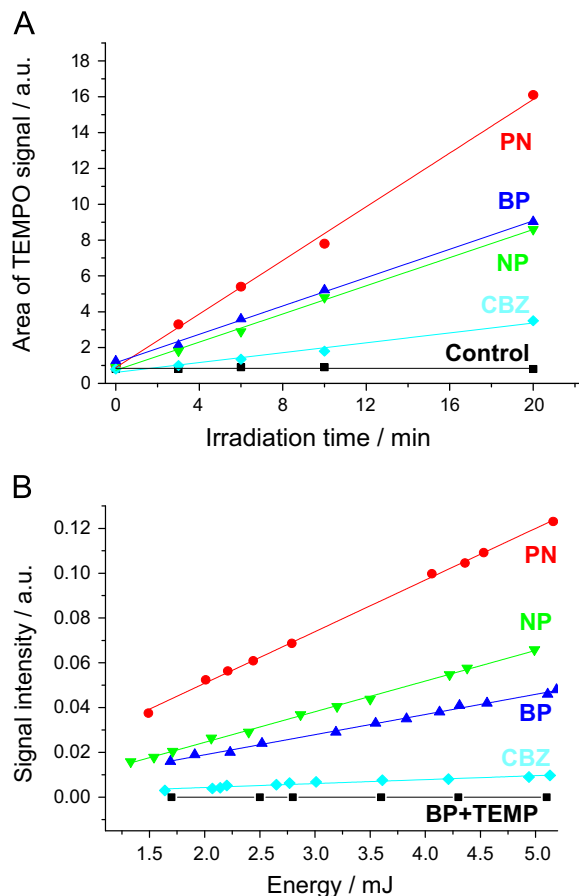 A
Area of TEMPO signal / a.u.
18
16
14
12
10
8
6
4
2
0
PN
BP
NP
CBZ
Control
0 4 8 12 16 20
Irradiation time / min
B
Signal intensity / a.u.
0.12
0.10
0.08
0.06
0.04
0.02
0.00
PN
NP
BP
CBZ
BP+TEMP
1.5 2.0 2.5 3.0 3.5 4.0 4.5 5.0
Energy / mJ